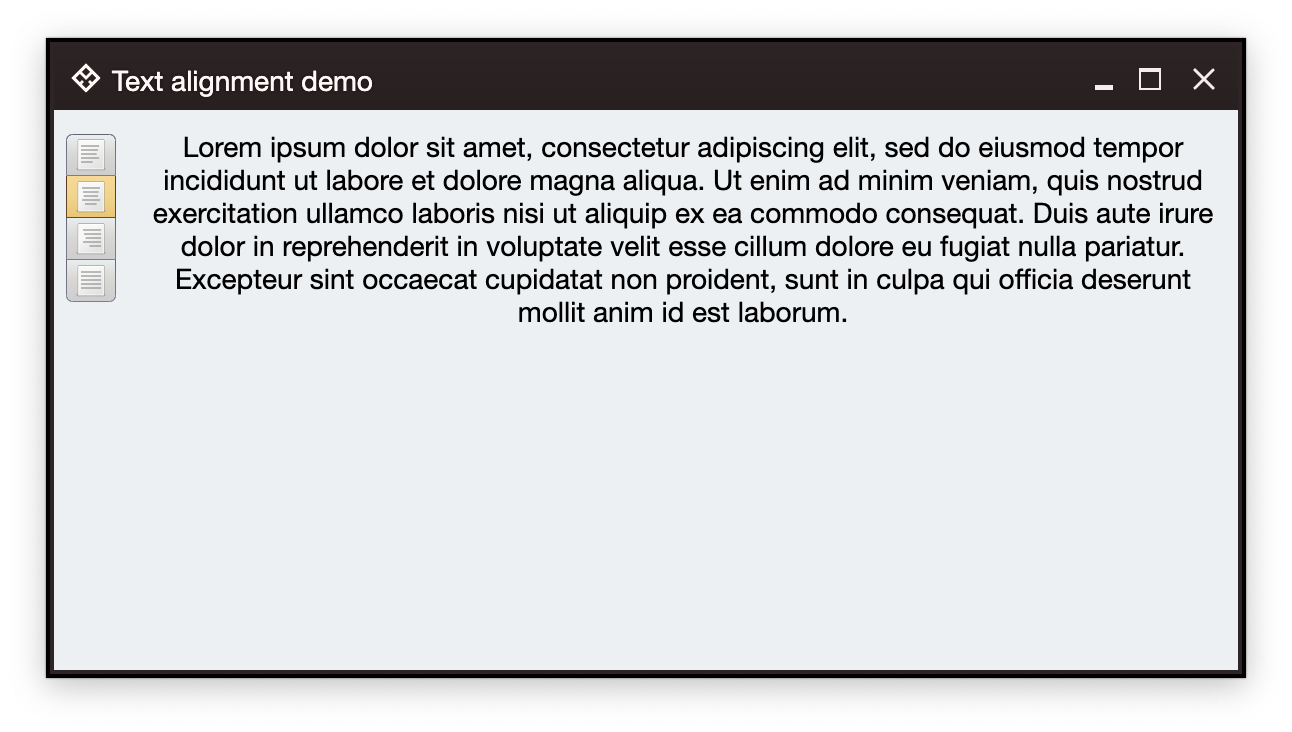 Text alignment demo
Lorem ipsum dolor sit amet, consectetur adipiscing elit, sed do eiusmod tempor
incididunt ut labore et dolore magna aliqua. Ut enim ad minim veniam, quis nostrud
exercitation ullamco laboris nisi ut aliquip ex ea commodo consequat. Duis aute irure
dolor in reprehenderit in voluptate velit esse cillum dolore eu fugiat nulla pariatur.
Excepteur sint occaecat cupidatat non proident, sunt in culpa qui officia deserunt
mollit anim id est laborum.